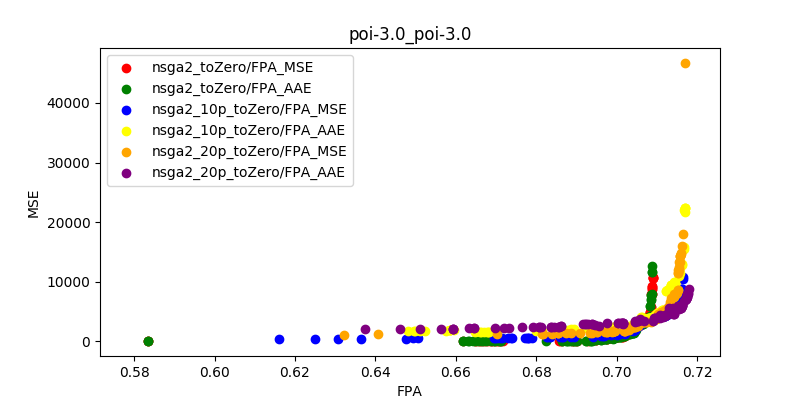 poi-3.0_poi-3.0
nsga2_toZero/FPA_MSE
nsga2_toZero/FPA_AAE
nsga2_10p_toZero/FPA_MSE
nsga2_10p_toZero/FPA_AAE
nsga2_20p_toZero/FPA_MSE
nsga2_20p_toZero/FPA_AAE
MSE
40000
30000
20000
10000
0
0.58 0.60 0.62 0.64 0.66 0.68 0.70 0.72
FPA